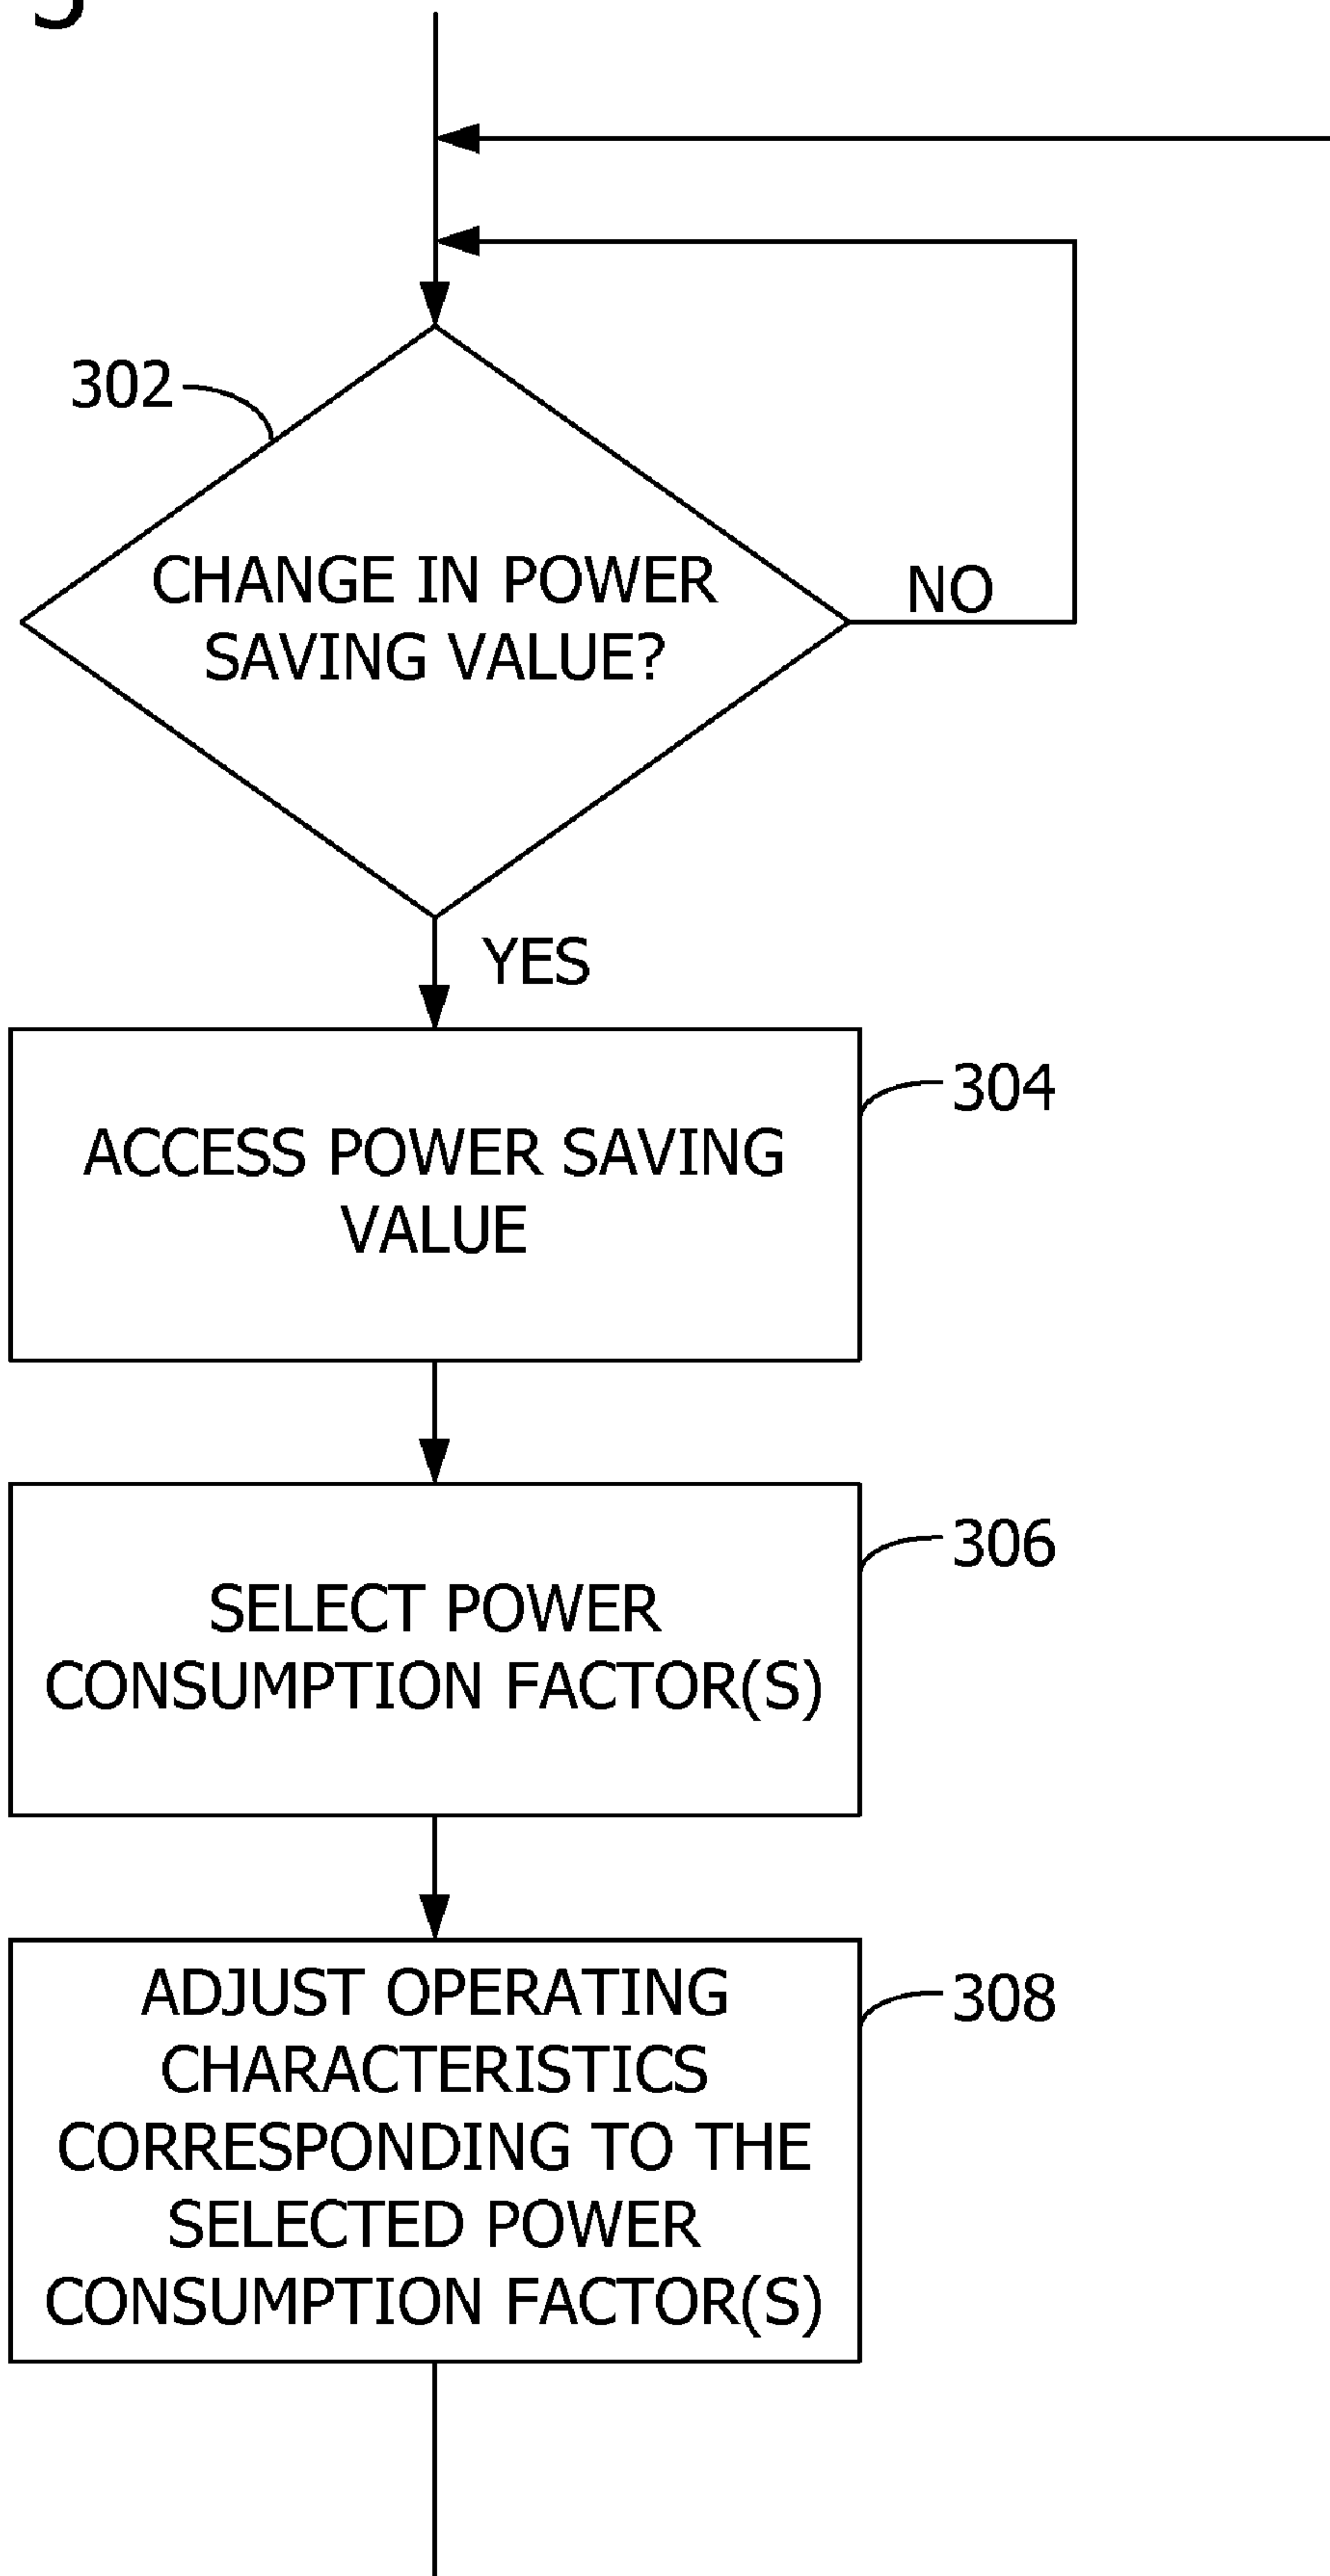 302
CHANGE IN POWER
SAVING VALUE?
NO
YES
304
ACCESS POWER SAVING
VALUE
306
SELECT POWER
CONSUMPTION FACTOR(S)
308
ADJUST OPERATING
CHARACTERISTICS
CORRESPONDING TO THE
SELECTED POWER
CONSUMPTION FACTOR(S)